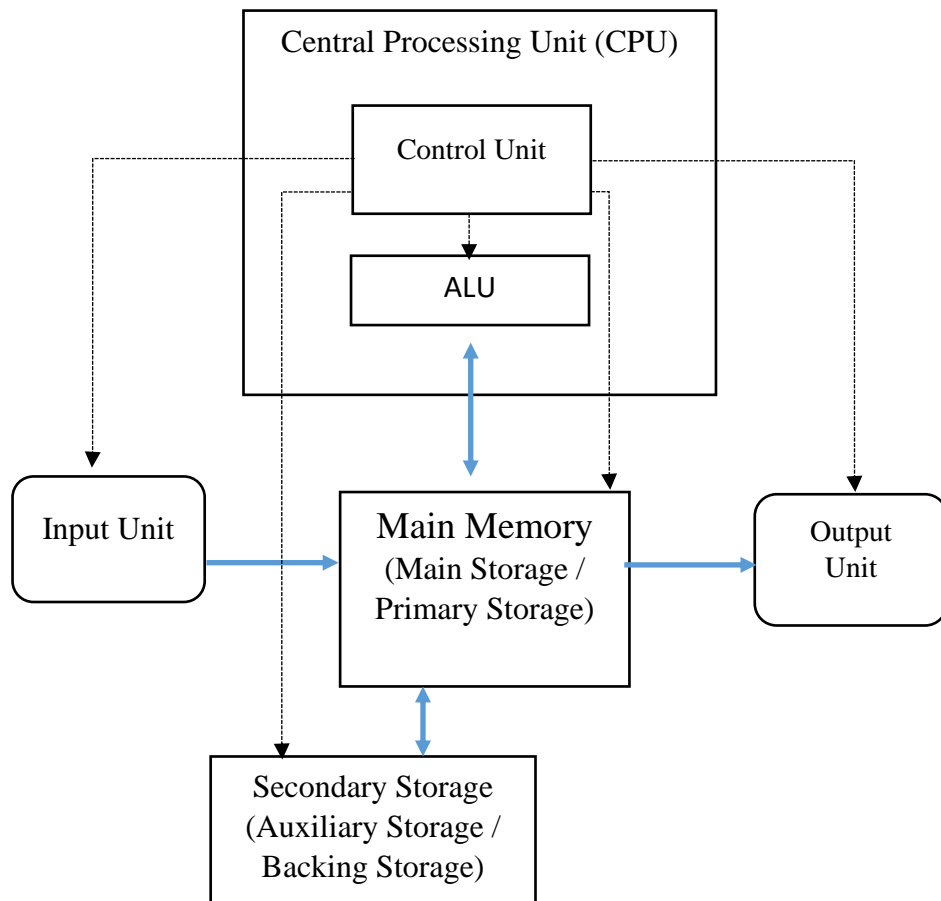 Central Processing Unit (CPU)
Control Unit
ALU
Input Unit
Main Memory
(Main Storage /
Primary Storage)
Output
Unit
Secondary Storage
(Auxiliary Storage /
Backing Storage)